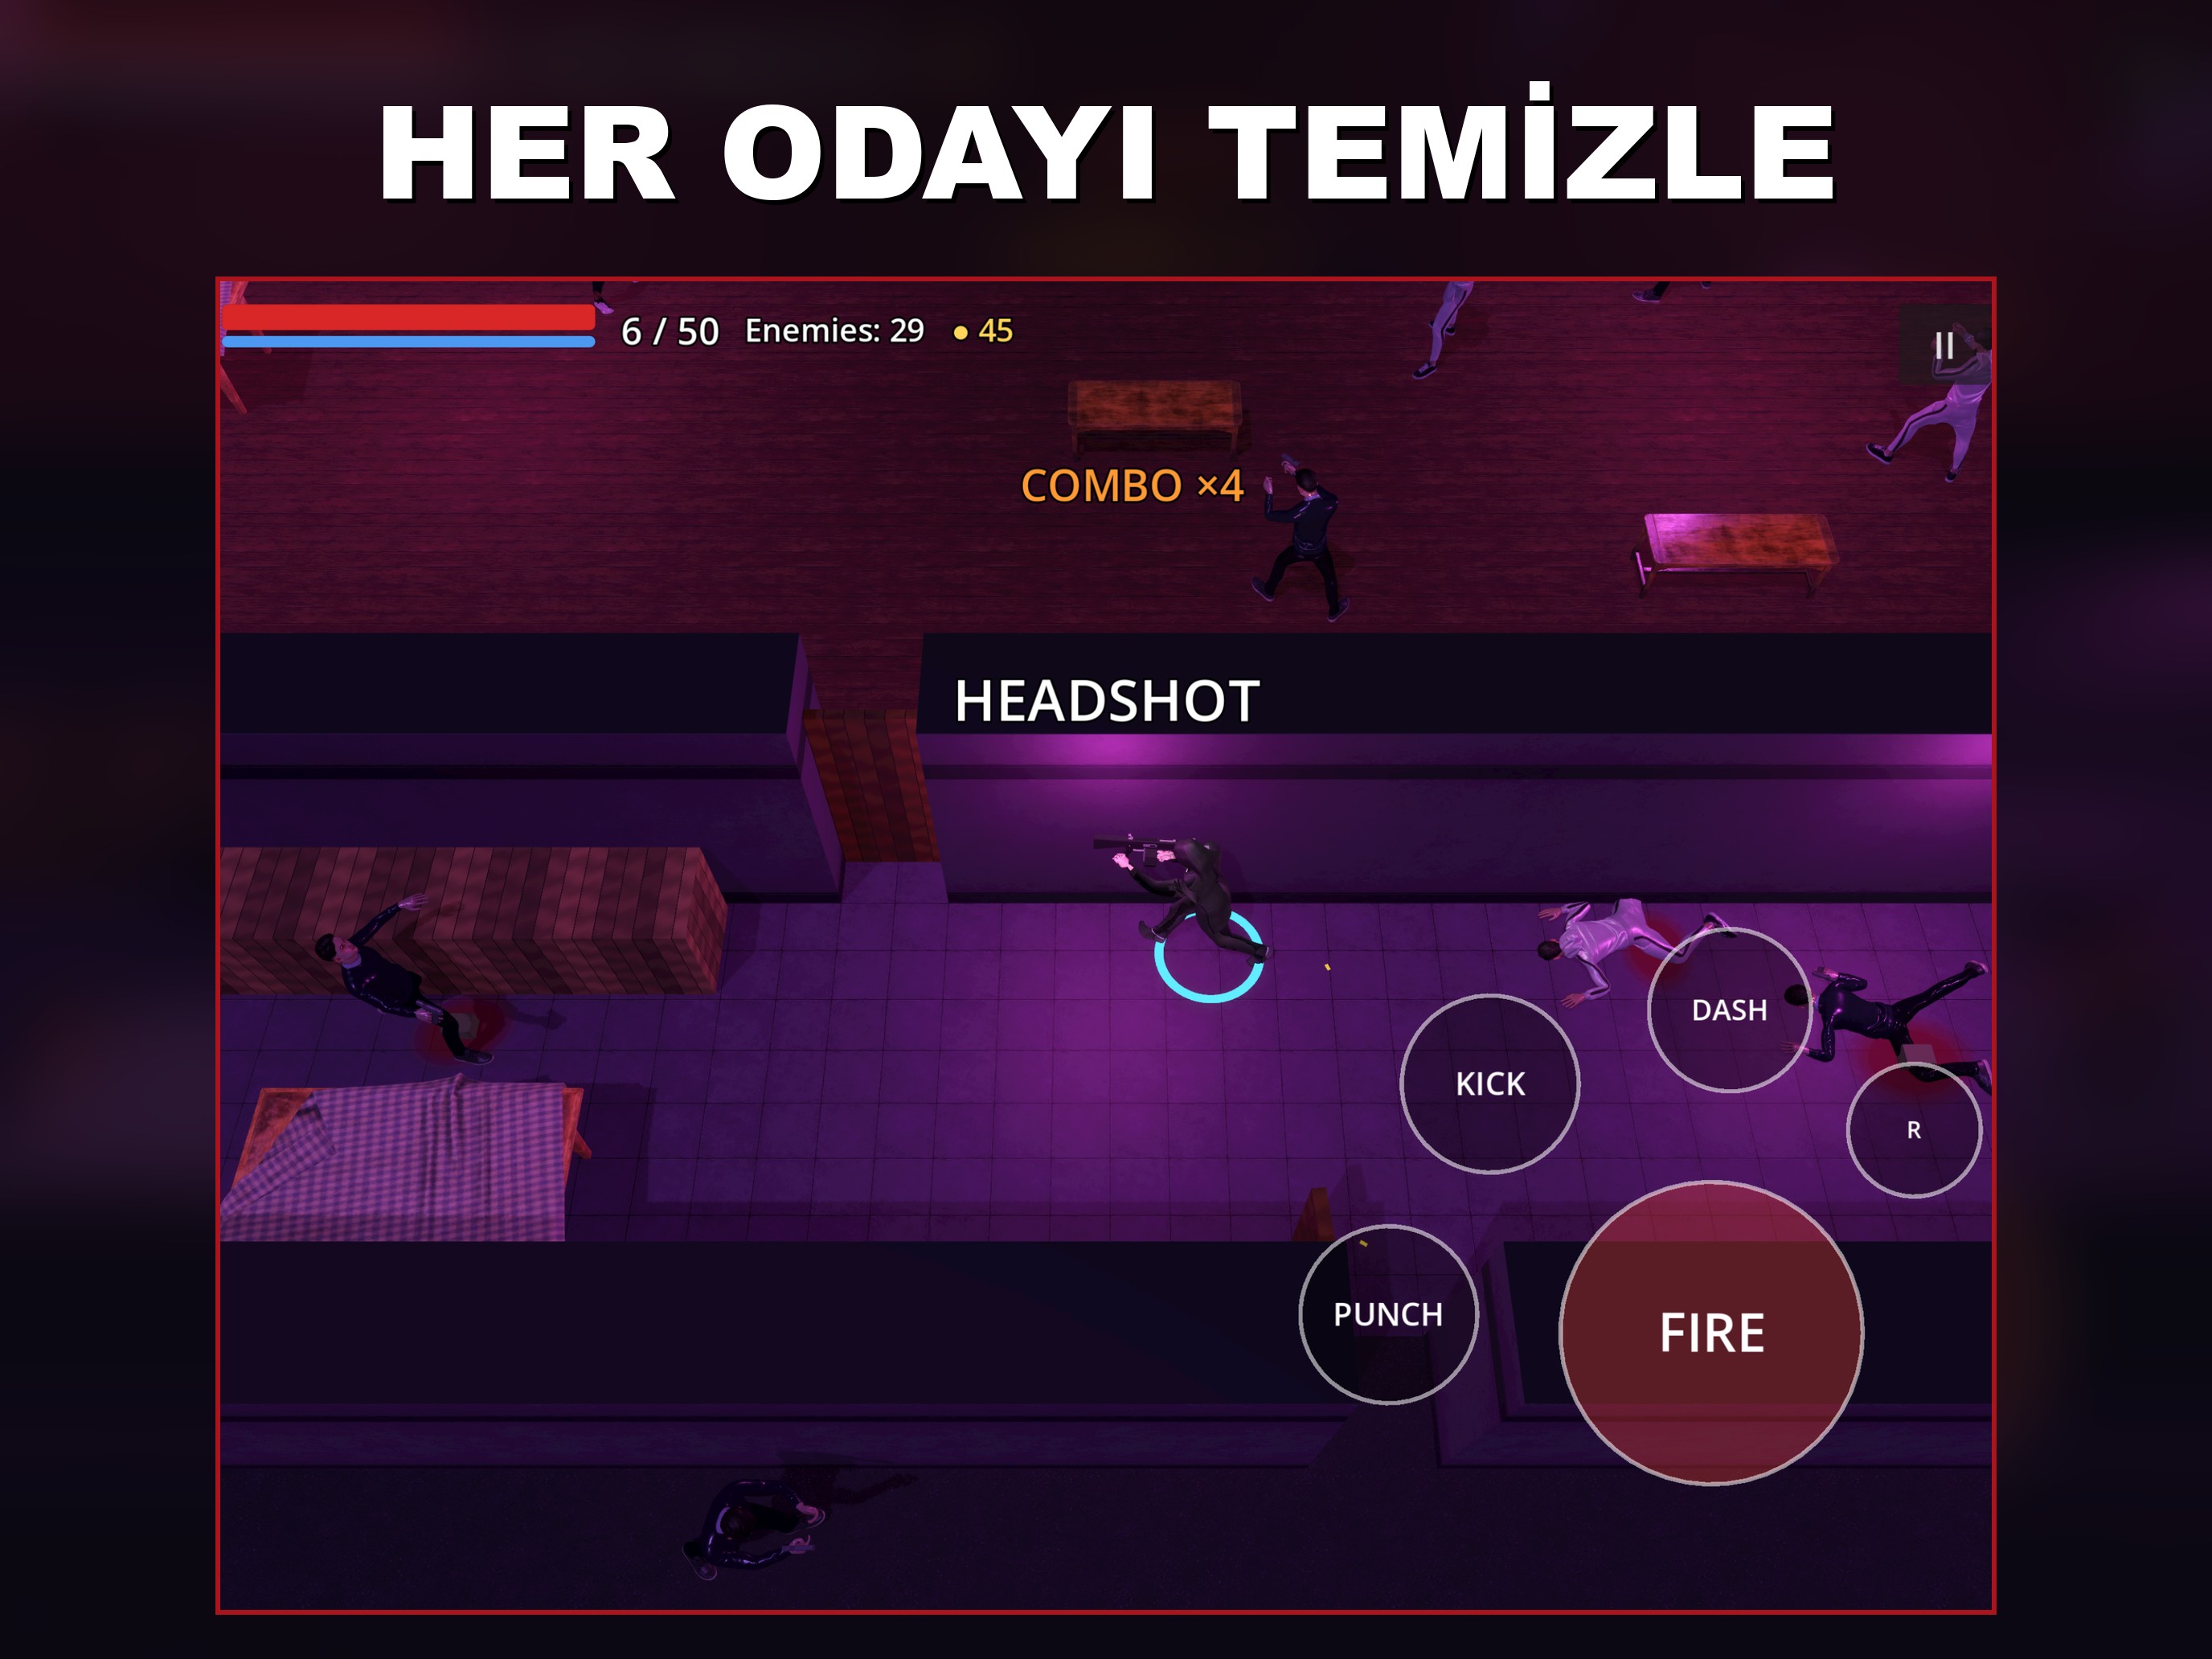 HER ODAYI TEMİZLE
6 / 50 Enemies: 29 45
COMBO ×4
HEADSHOT
DASH
KICK
R
PUNCH
FIRE